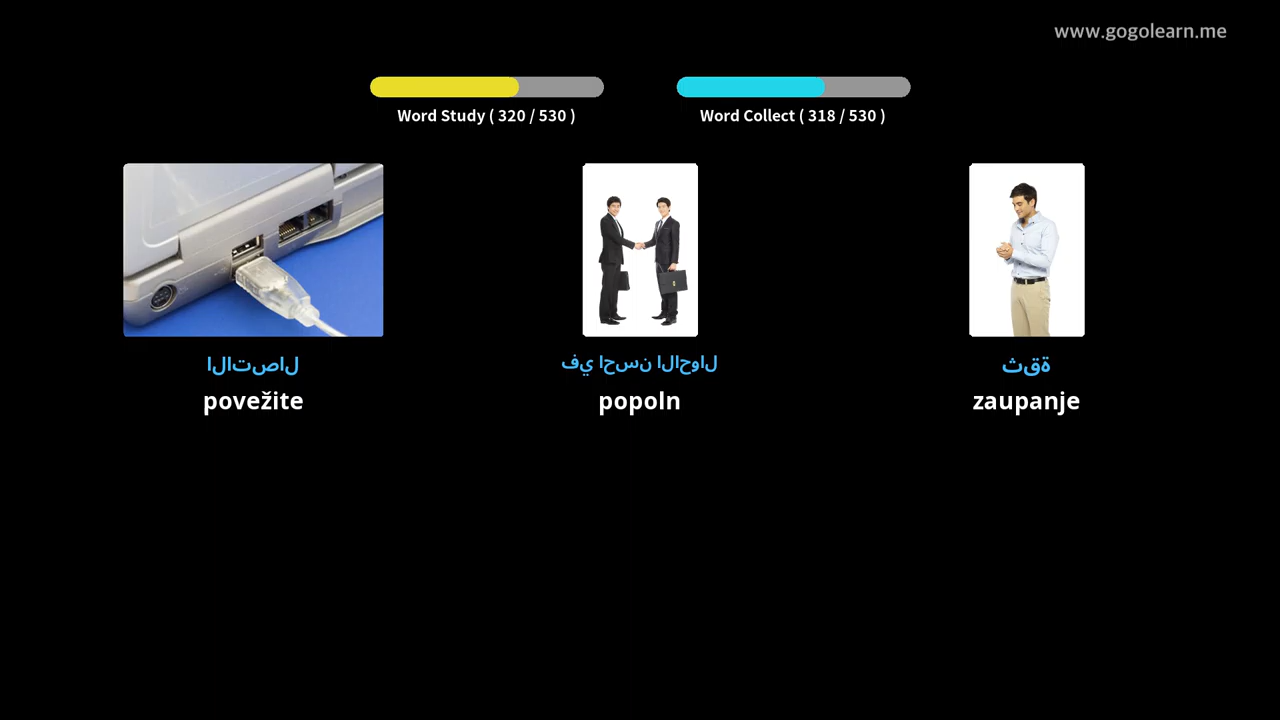 www.gogolearn.me
Word Study ( 320 / 530 )
Word Collect ( 318 / 530 )
الاتصال
povežite
في احسن الاحوال
popoln
ثقة
zaupanje